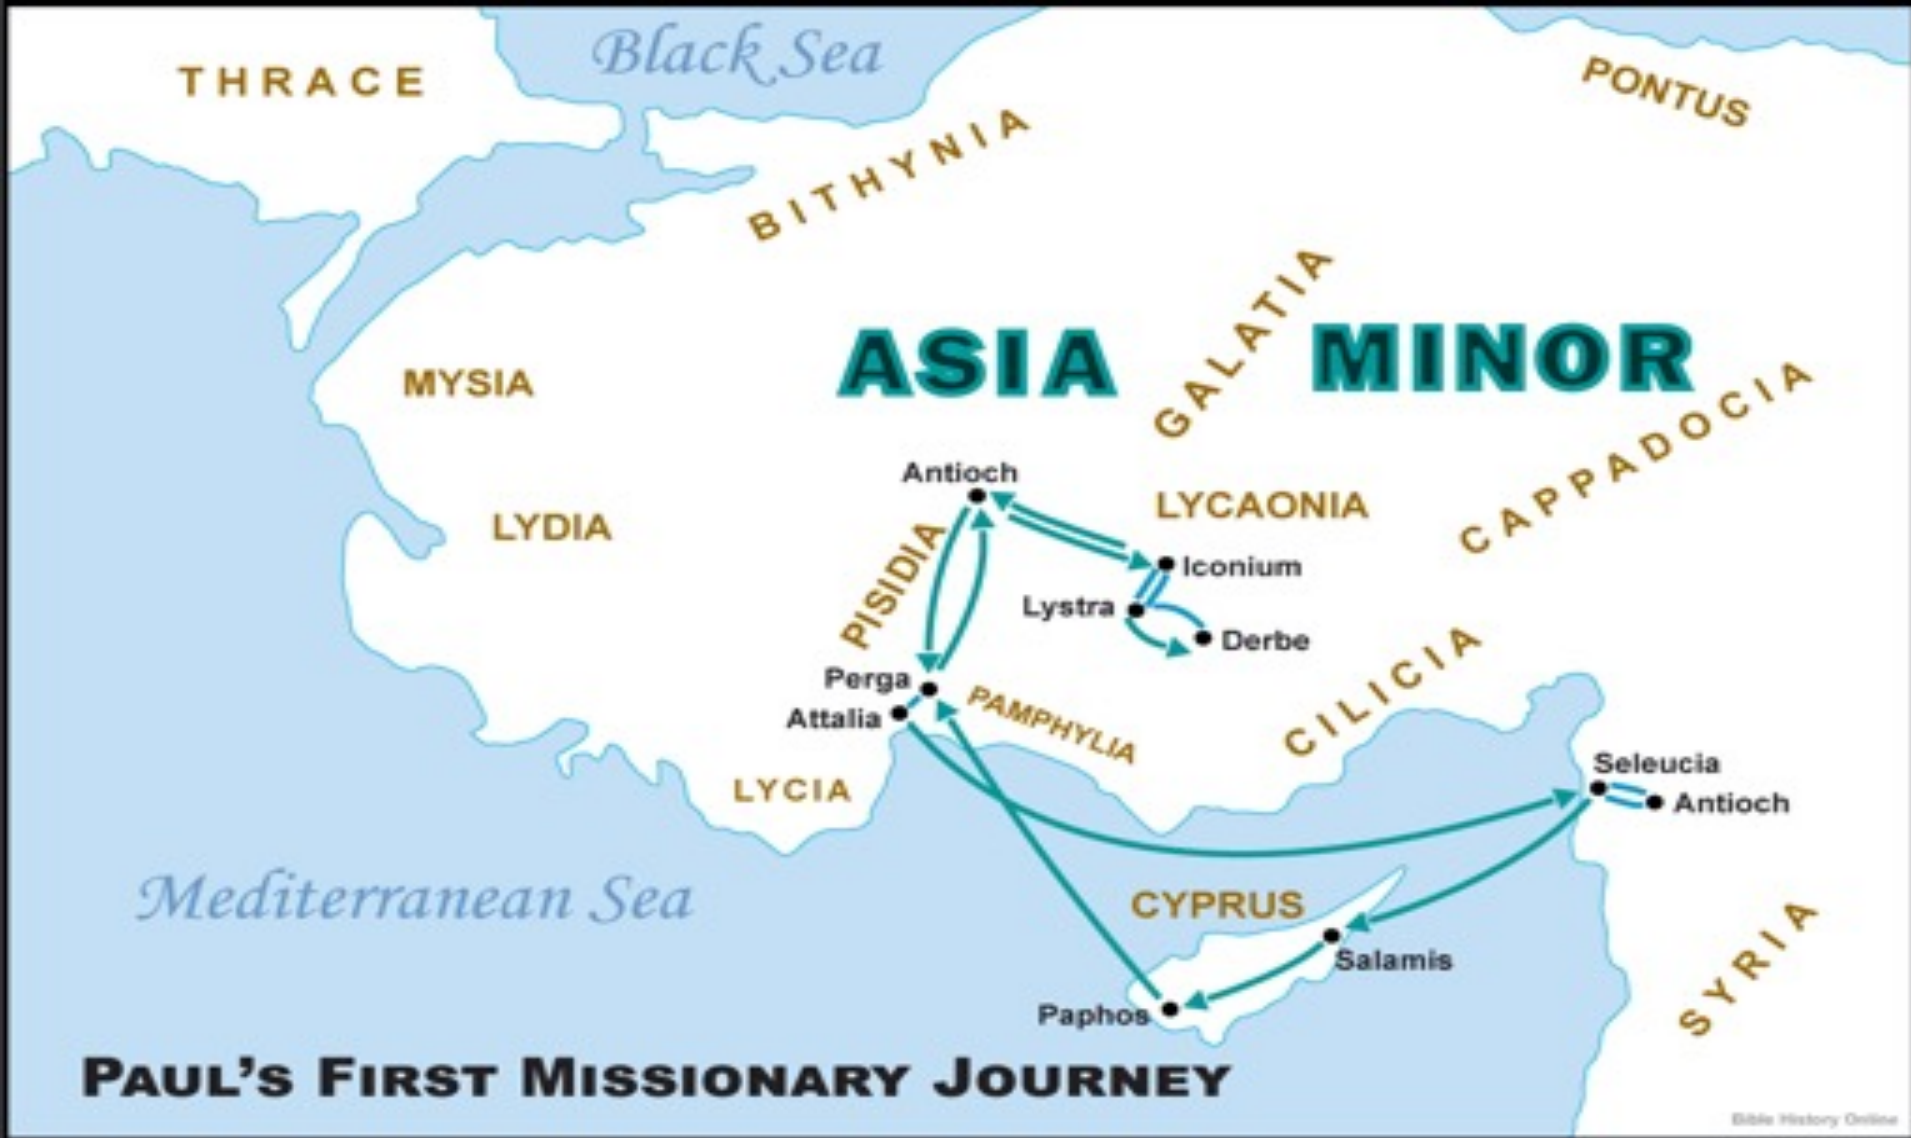 Black Sea
THRACE
PONTUS
BITHYNIA
GALATIA
ASIA MINOR
MYSIA
CAPPADOCIA
Antioch
LYCAONIA
LYDIA
PISIDIA
Iconium
Lystra
Derbe
CILICIA
Perga
PAMPHYLIA
Attalia
Seleucia
LYCIA
Antioch
Mediterranean Sea
CYPRUS
SYRIA
Salamis
Paphos
PAUL'S FIRST MISSIONARY JOURNEY
Bible History Online